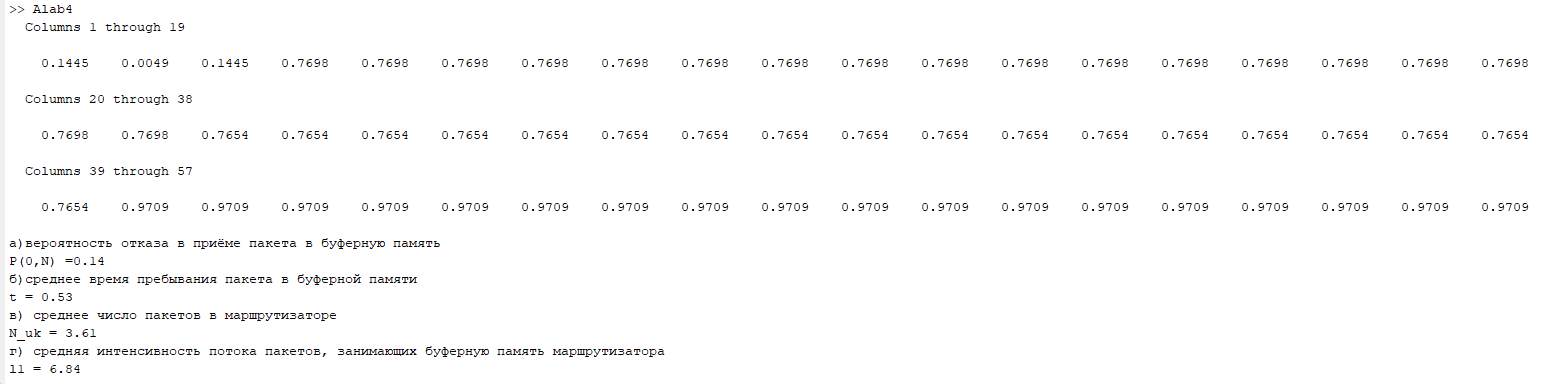 >> Alab4
Columns 1 through 19
0.1445 0.0049 0.1445 0.7698 0.7698 0.7698 0.7698 0.7698 0.7698 0.7698 0.7698 0.7698 0.7698 0.7698 0.7698 0.7698 0.7698 0.7698 0.7698
Columns 20 through 38
0.7698 0.7698 0.7654 0.7654 0.7654 0.7654 0.7654 0.7654 0.7654 0.7654 0.7654 0.7654 0.7654 0.7654 0.7654 0.7654 0.7654 0.7654 0.7654
Columns 39 through 57
0.7654 0.9709 0.9709 0.9709 0.9709 0.9709 0.9709 0.9709 0.9709 0.9709 0.9709 0.9709 0.9709 0.9709 0.9709 0.9709 0.9709 0.9709 0.9709
а)вероятность отказа в приёме пакета в буферную память
P(0,N) =0.14
б)среднее время пребывания пакета в буферной памяти
t = 0.53
в) среднее число пакетов в маршрутизаторе
N_uk = 3.61
г) средняя интенсивность потока пакетов, занимающих буферную память маршрутизатора
l1 = 6.84